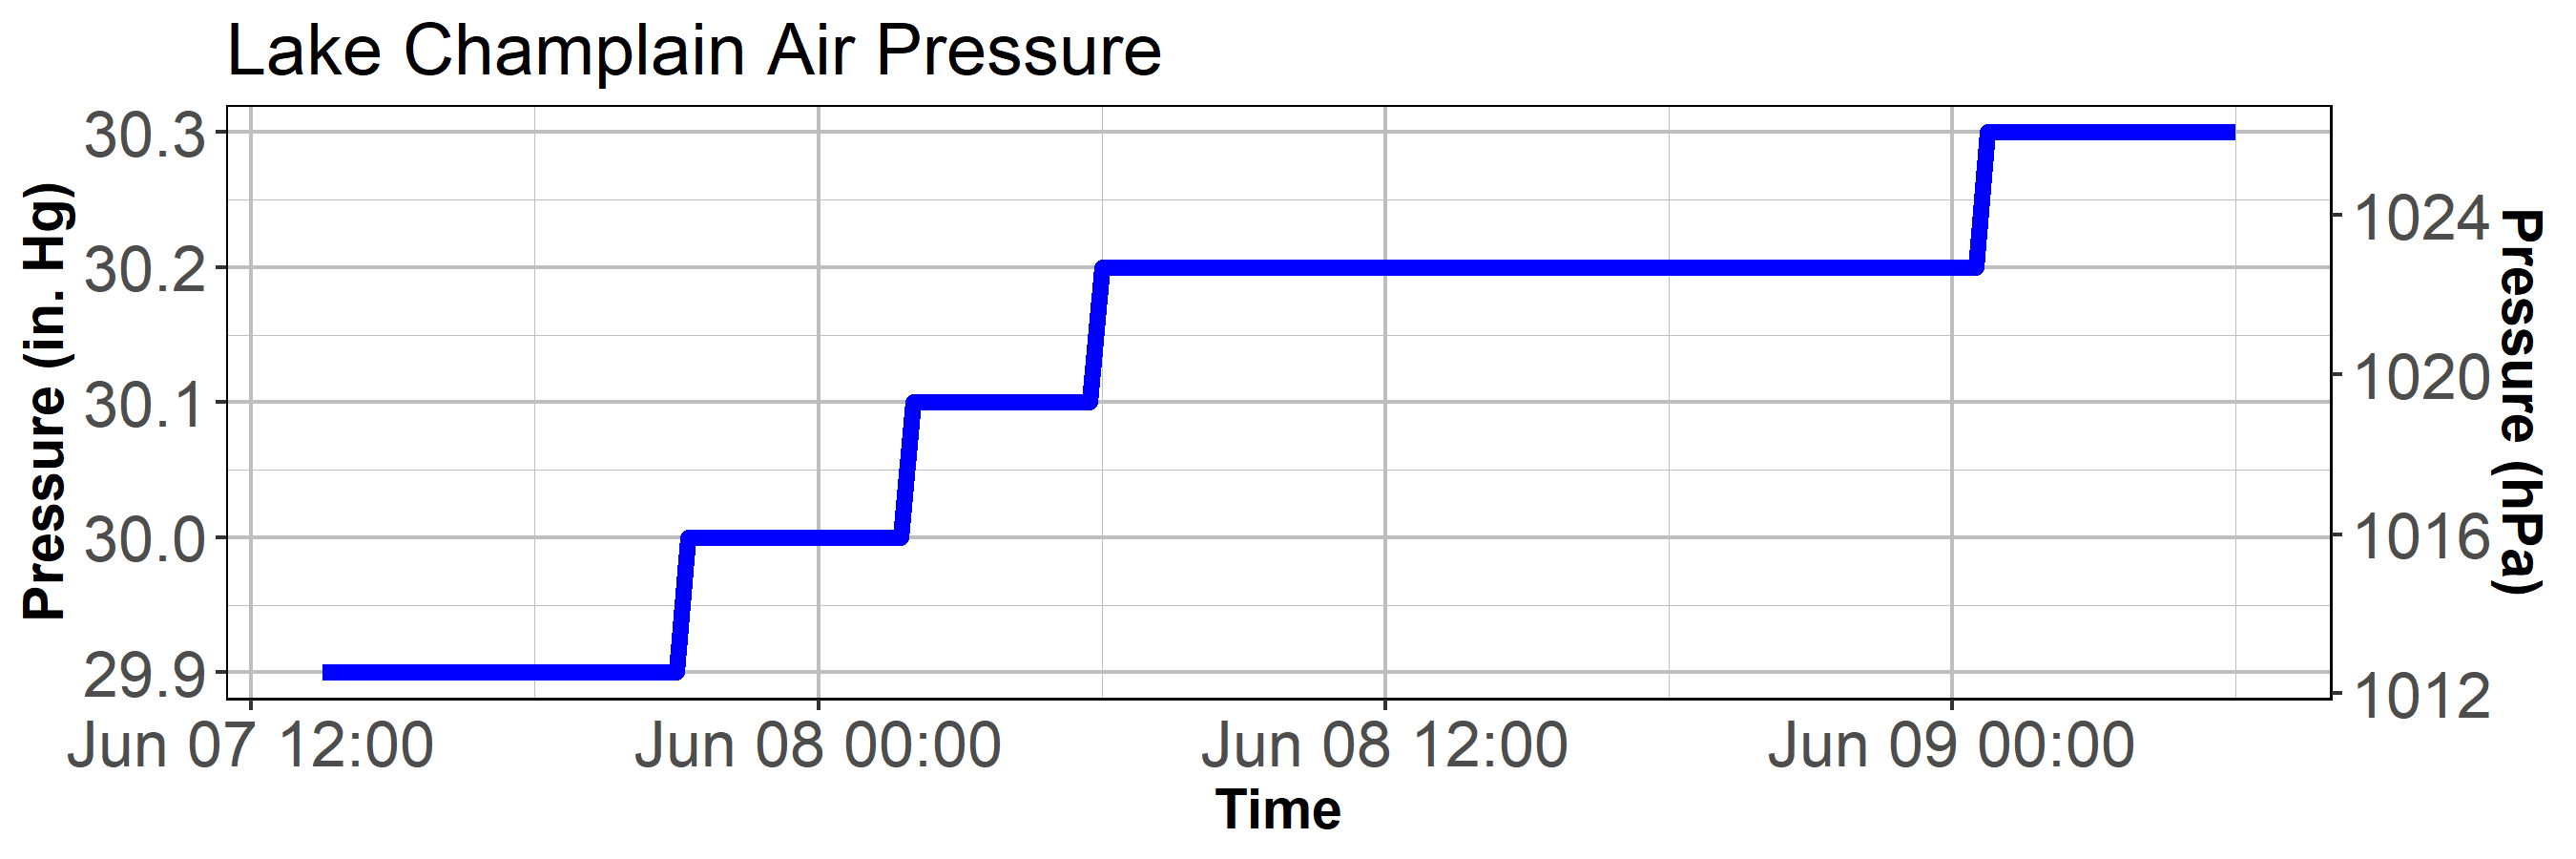 Lake Champlain Air Pressure
30.3
30.2
30.1
30.0
29.9
Pressure (in. Hg)
1024
1020
1016
1012
Pressure (hPa)
Jun 07 12:00
Jun 08 00:00
Jun 08 12:00
Jun 09 00:00
Time